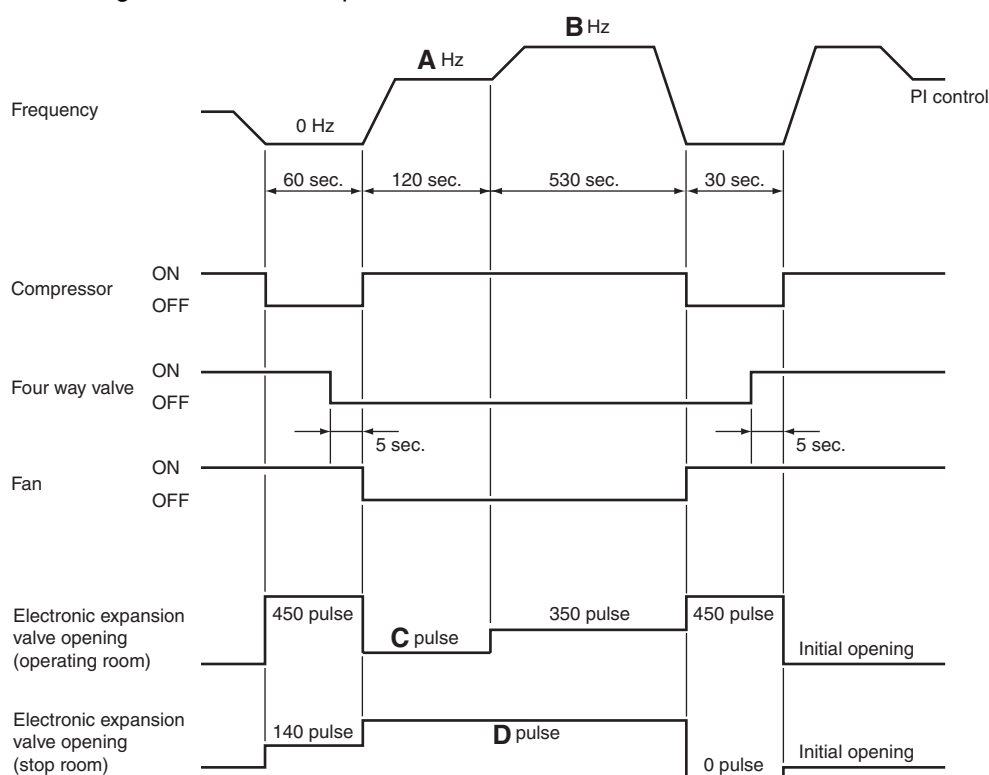 B Hz
A Hz
Frequency
0 Hz
PI control
60 sec.
120 sec.
530 sec.
30 sec.
Compressor
ON
OFF
Four way valve
ON
OFF
5 sec.
5 sec.
Fan
ON
OFF
Electronic expansion
valve opening
(operating room)
450 pulse
C pulse
350 pulse
450 pulse
Initial opening
Electronic expansion
valve opening
(stop room)
140 pulse
D pulse
0 pulse
Initial opening